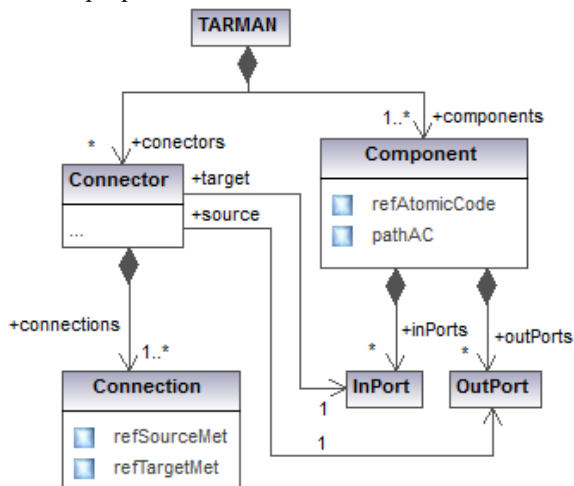 TARMAN
+conectors
1..*
+components
*
Connector
...
+target
+source
Component
refAtomicCode
pathAC
+connections
1..*
+inPorts
*
+outPorts
*
Connection
refSourceMet
refTargetMet
InPort
1
OutPort
1